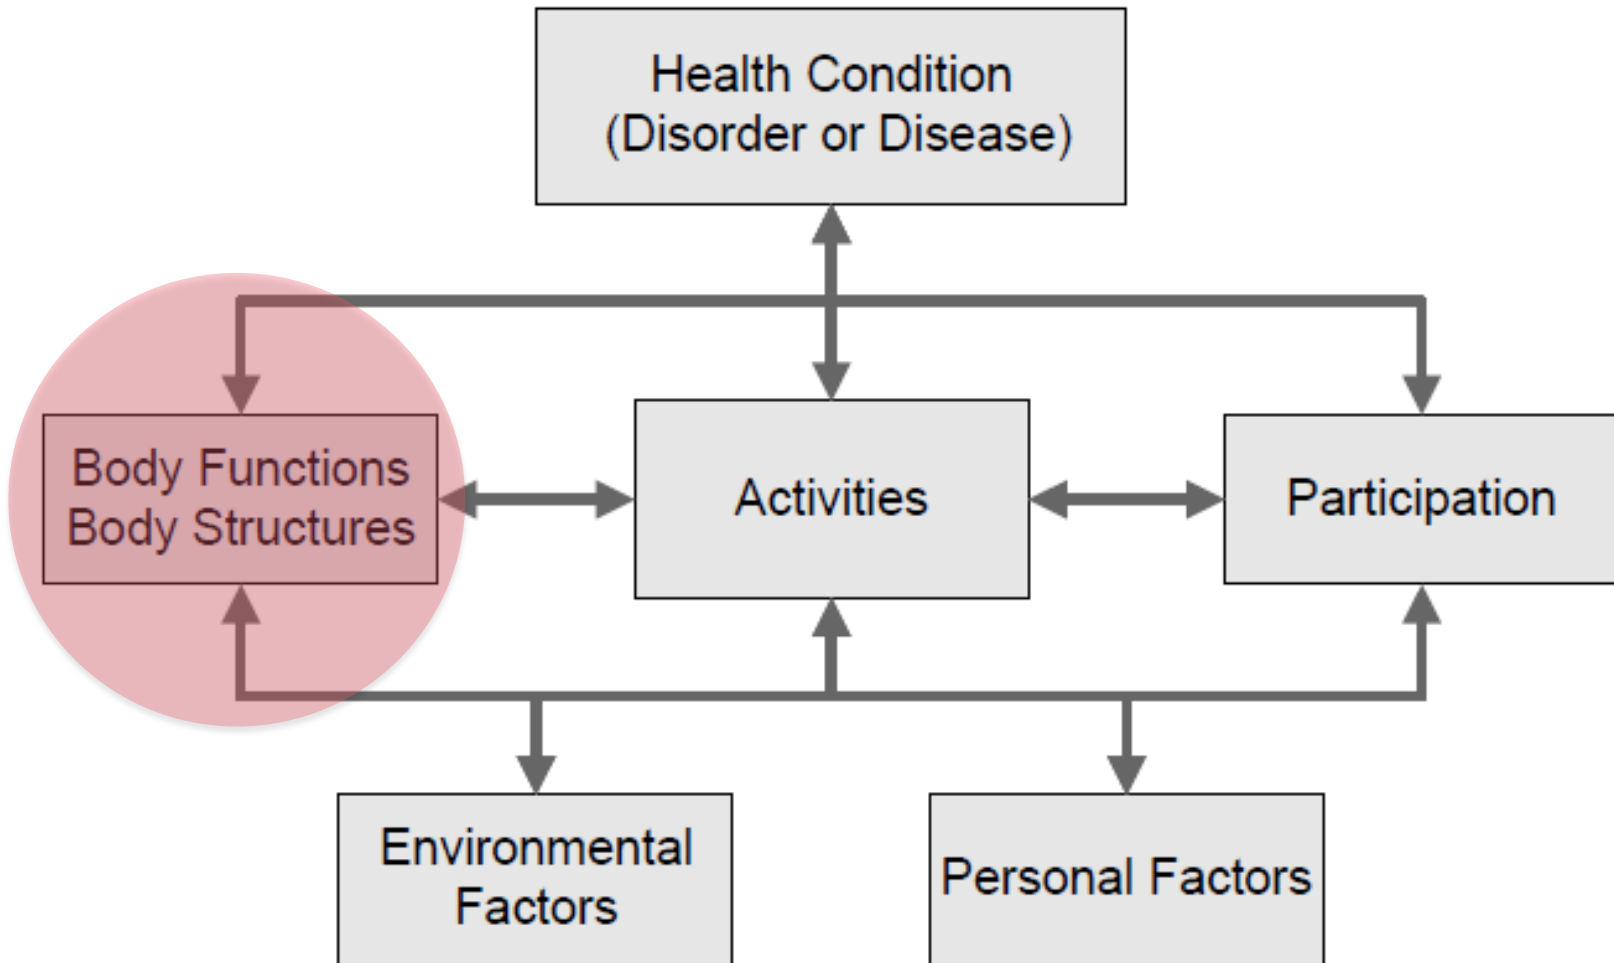 Health Condition
(Disorder or Disease)
Body Functions
Body Structures
Activities
Participation
Environmental
Factors
Personal Factors